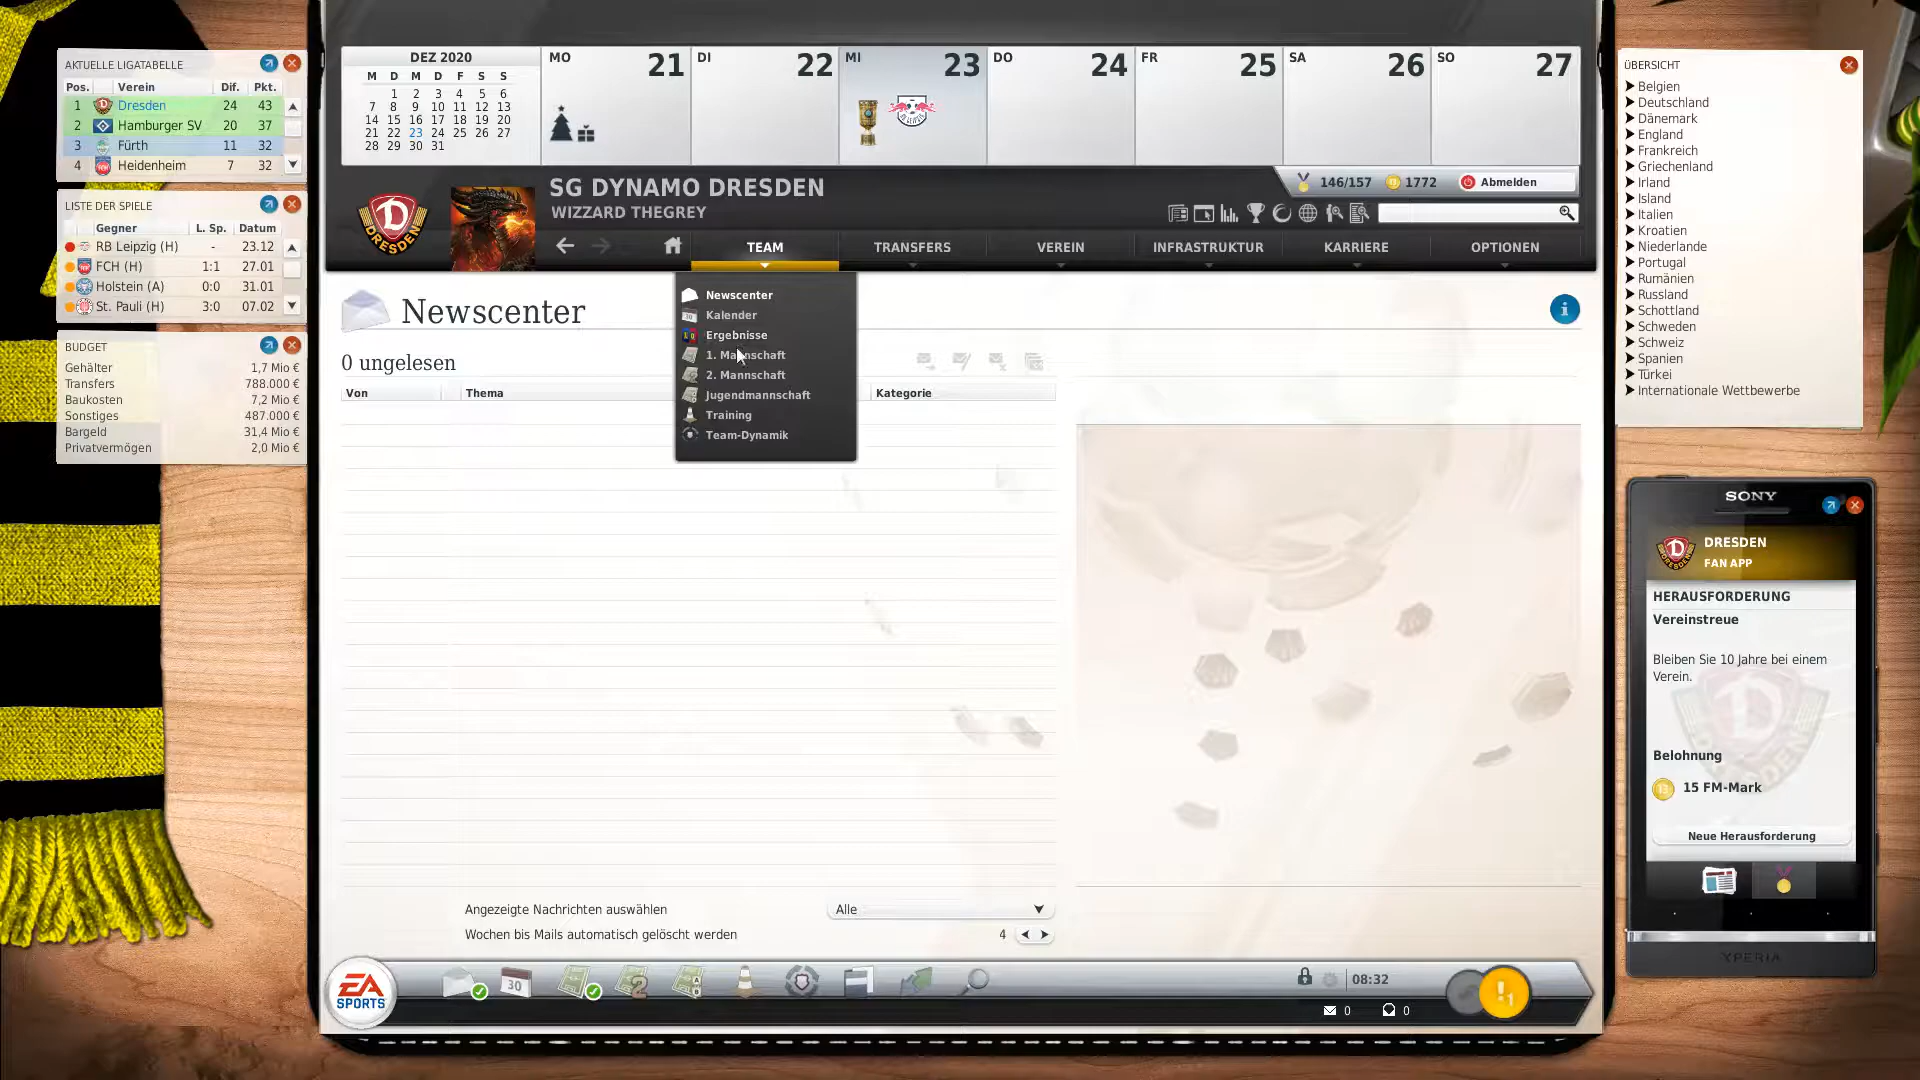 AKTUELLE LIGATABELLE
Pos. Verein Dif. Pkt.
1 Dresden 24 43
2 Hamburger SV 20 37
3 Fürth 11 32
4 Heidenheim 7 32
LISTE DER SPIELE
Gegner L. Sp. Datum
RB Leipzig (H) - 23.12
FCH (H) 1:1 27.01
Holstein (A) 0:0 31.01
St. Pauli (H) 3:0 07.02
BUDGET
Gehälter 1,7 Mio €
Transfers 788.000 €
Baukosten 7,2 Mio €
Sonstiges 487.000 €
Bargeld 31,4 Mio €
Privatvermögen 2,0 Mio €
DEZ 2020
M D M D F S S
1 2 3 4 5 6
7 8 9 10 11 12 13
14 15 16 17 18 19 20
21 22 23 24 25 26 27
28 29 30 31
MO 21
DI 22
MI 23
DO 24
FR 25
SA 26
SO 27
SG DYNAMO DRESDEN
WIZZARD THEGREY
146/157 1772 Abmelden
TEAM TRANSFERS VEREIN INFRASTRUKTUR KARRIERE OPTIONEN
Newscenter
Kalender
Ergebnisse
1. Mannschaft
2. Mannschaft
Jugendmannschaft
Training
Team-Dynamik
Newscenter
0 ungelesen
Von Thema Kategorie
Angezeigte Nachrichten auswählen Alle
Wochen bis Mails automatisch gelöscht werden 4
EA
SPORTS
30
2
08:32
0 0
!1
ÜBERSICHT
Belgien
Deutschland
Dänemark
England
Frankreich
Griechenland
Irland
Island
Italien
Kroatien
Niederlande
Portugal
Rumänien
Russland
Schottland
Schweden
Schweiz
Spanien
Türkei
Internationale Wettbewerbe
SONY
DRESDEN
FAN APP
HERAUSFORDERUNG
Vereinstreue
Bleiben Sie 10 Jahre bei einem
Verein.
Belohnung
15 FM-Mark
Neue Herausforderung
XPERIA